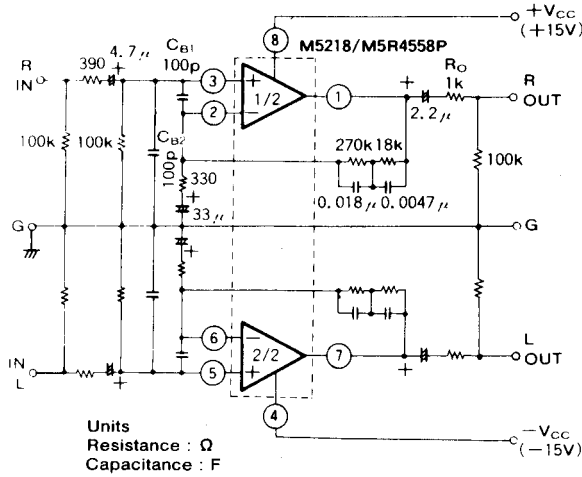 +VCC
(+15V)
8
M5218/M5R4558P
CB1
100p
4.7μ
+
390
R
IN
3
+
1/2
2
−
1
+
RO
1k
R
OUT
2.2μ
100k
100k
CB2
100p
270k 18k
100k
330
+
0.018μ 0.0047μ
33μ
G
G
+
6
−
2/2
7
5
+
+
L
OUT
IN
L
+
4
−VCC
(−15V)
Units
Resistance : Ω
Capacitance : F